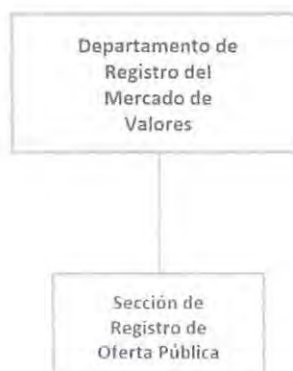 Departamento de
Registro del
Mercado de
Valores
Sección de
Registro de
Oferta Pública